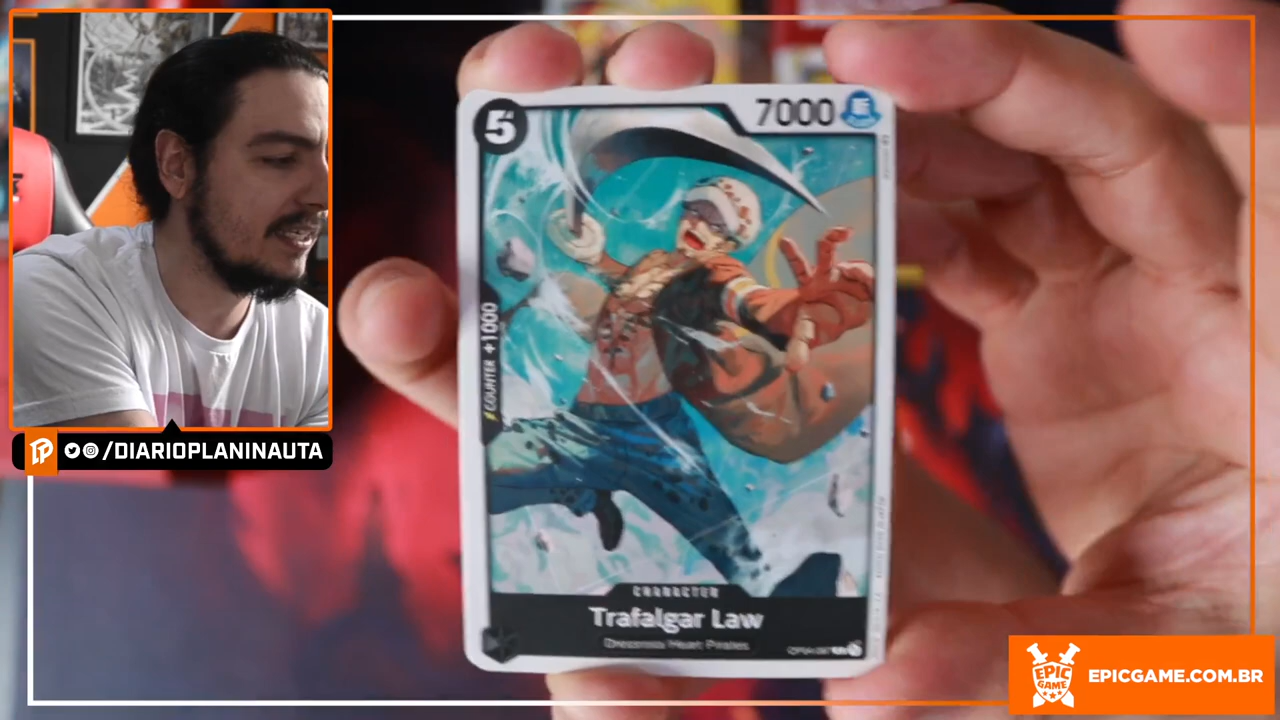 /DIARIOPLANINAUTA
5
7000
COUNTER +1000
CHARACTER
Trafalgar Law
Dressrosa Heart Pirates
EPIC
GAME
EPICGAME.COM.BR